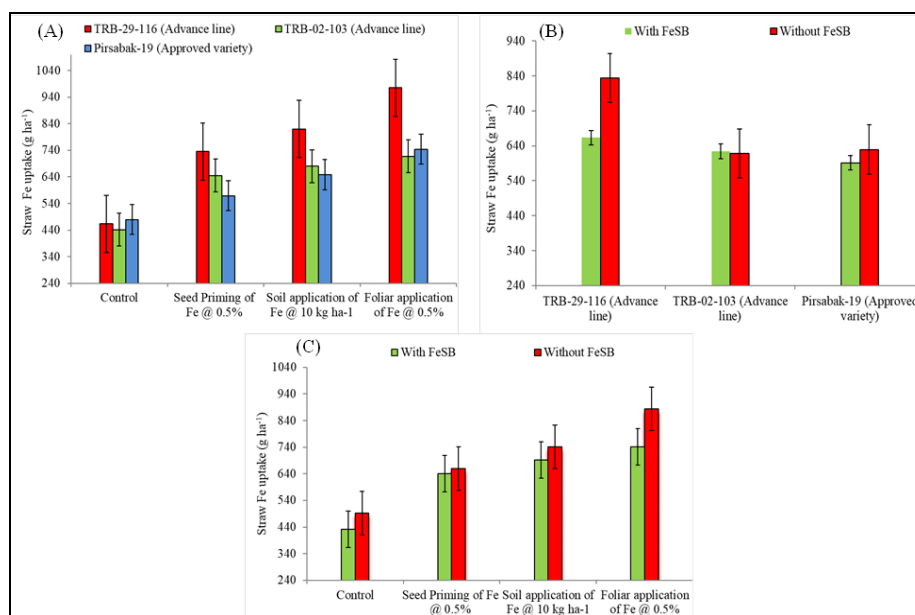 (A)
TRB-29-116 (Advance line)
TRB-02-103 (Advance line)
Pirsabak-19 (Approved variety)
Straw Fe uptake (g ha-1)
1040
940
840
740
640
540
440
340
240
Control
Seed Priming of
Fe @ 0.5%
Soil application of
Fe @ 10 kg ha-1
Foliar application
of Fe @ 0.5%
(B)
With FeSB
Without FeSB
Straw Fe uptake (g ha-1)
940
840
740
640
540
440
340
240
TRB-29-116 (Advance
line)
TRB-02-103 (Advance
line)
Pirsabak-19 (Approved
variety)
(C)
With FeSB
Without FeSB
Straw Fe uptake (g ha-1)
1040
940
840
740
640
540
440
340
240
Control
Seed Priming of Fe
@ 0.5%
Soil application of
Fe @ 10 kg ha-1
Foliar application
of Fe @ 0.5%